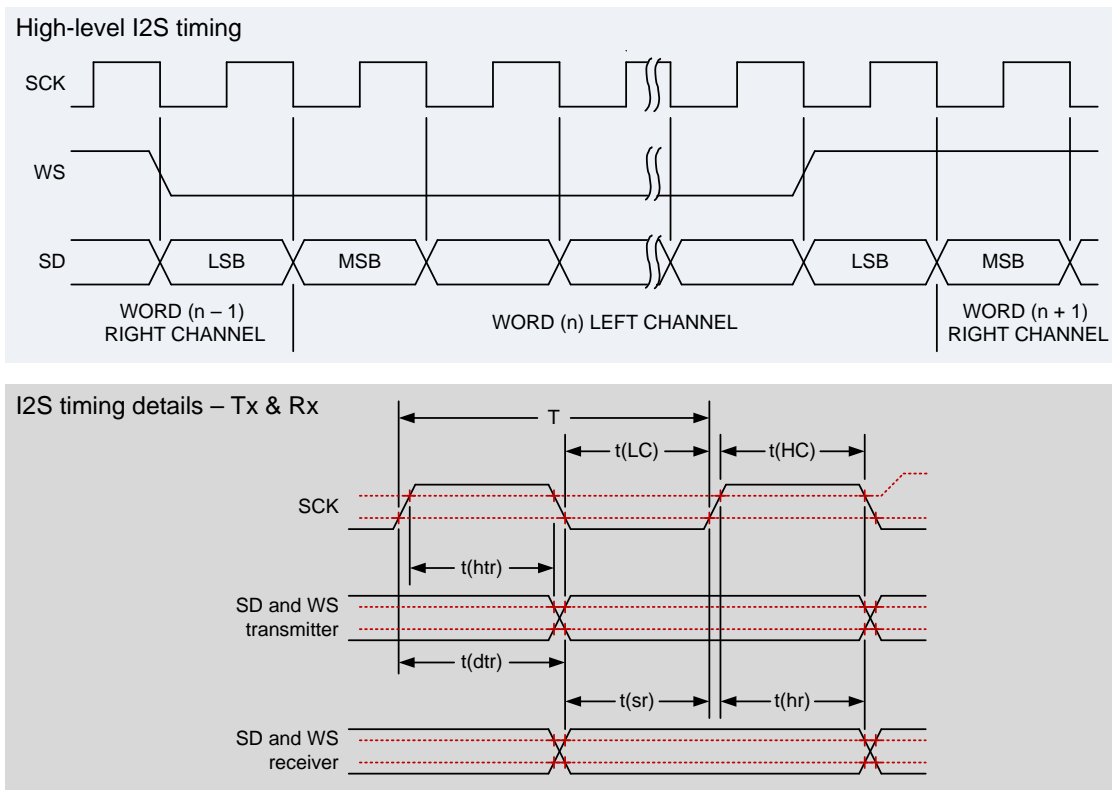 High-level I2S timing
SCK
WS
SD
LSB
MSB
LSB
MSB
WORD (n – 1)
RIGHT CHANNEL
WORD (n) LEFT CHANNEL
WORD (n + 1)
RIGHT CHANNEL
I2S timing details – Tx & Rx
T
t(LC)
t(HC)
SCK
t(htr)
SD and WS
transmitter
t(dtr)
t(sr)
t(hr)
SD and WS
receiver